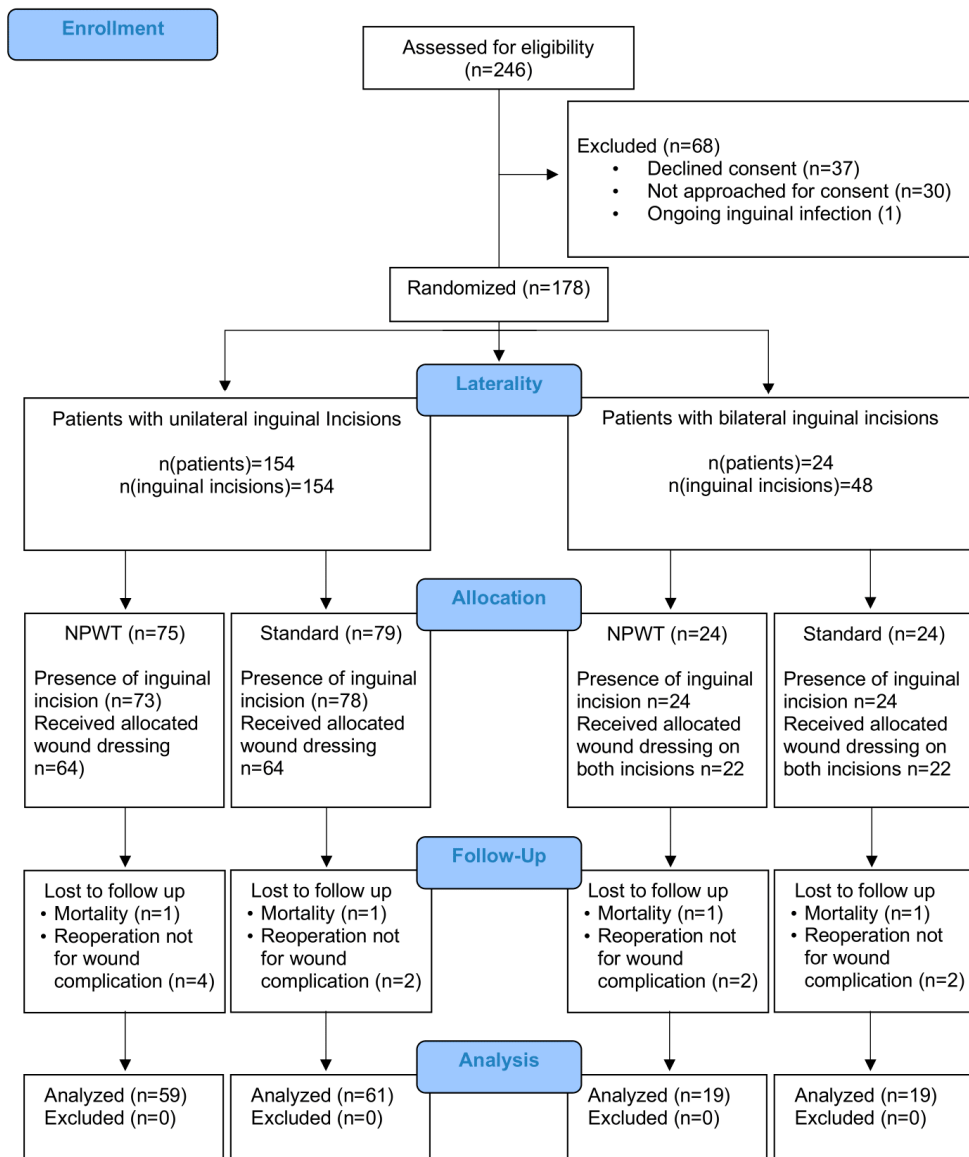 Enrollment
Assessed for eligibility
(n=246)
Excluded (n=68)
• Declined consent (n=37)
• Not approached for consent (n=30)
• Ongoing inguinal infection (1)
Randomized (n=178)
Laterality
Patients with unilateral inguinal Incisions
n(patients)=154
n(inguinal incisions)=154
Patients with bilateral inguinal incisions
n(patients)=24
n(inguinal incisions)=48
Allocation
NPWT (n=75)
Presence of inguinal
incision (n=73)
Received allocated
wound dressing
n=64)
Standard (n=79)
Presence of inguinal
incision (n=78)
Received allocated
wound dressing
n=64
NPWT (n=24)
Presence of inguinal
incision n=24
Received allocated
wound dressing on
both incisions n=22
Standard (n=24)
Presence of inguinal
incision n=24
Received allocated
wound dressing on
both incisions n=22
Follow-Up
Lost to follow up
• Mortality (n=1)
• Reoperation not
for wound
complication (n=4)
Lost to follow up
• Mortality (n=1)
• Reoperation not
for wound
complication (n=2)
Lost to follow up
• Mortality (n=1)
• Reoperation not
for wound
complication (n=2)
Lost to follow up
• Mortality (n=1)
• Reoperation not
for wound
complication (n=2)
Analysis
Analyzed (n=59)
Excluded (n=0)
Analyzed (n=61)
Excluded (n=0)
Analyzed (n=19)
Excluded (n=0)
Analyzed (n=19)
Excluded (n=0)